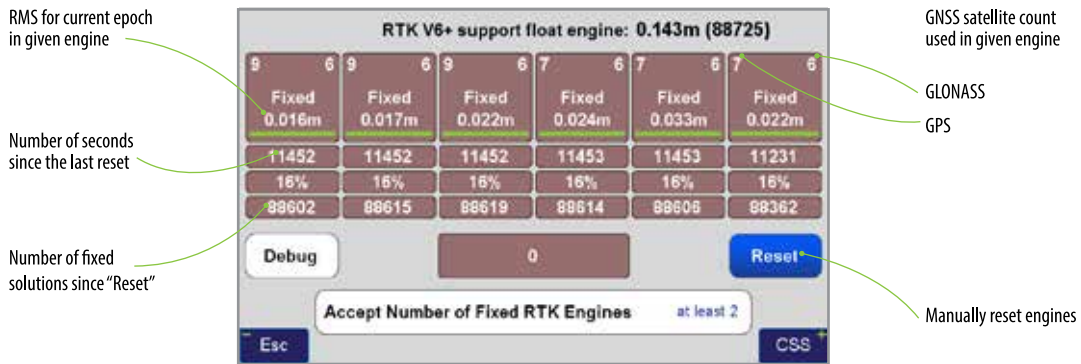 RMS for current epoch
in given engine
Number of seconds
since the last reset
Number of fixed
solutions since "Reset"
RTK V6+ support float engine: 0.143m (88725)
9 6 9 6 9 6 7 6 7 6 7 6
Fixed Fixed Fixed Fixed Fixed Fixed
0.016m 0.017m 0.022m 0.024m 0.033m 0.022m
11452 11452 11452 11453 11453 11231
16% 16% 16% 16% 16% 16%
88602 88615 88619 88614 88606 88362
Debug 0 Reset
Accept Number of Fixed RTK Engines at least 2
- Esc CSS +
GNSS satellite count
used in given engine
GLONASS
GPS
Manually reset engines